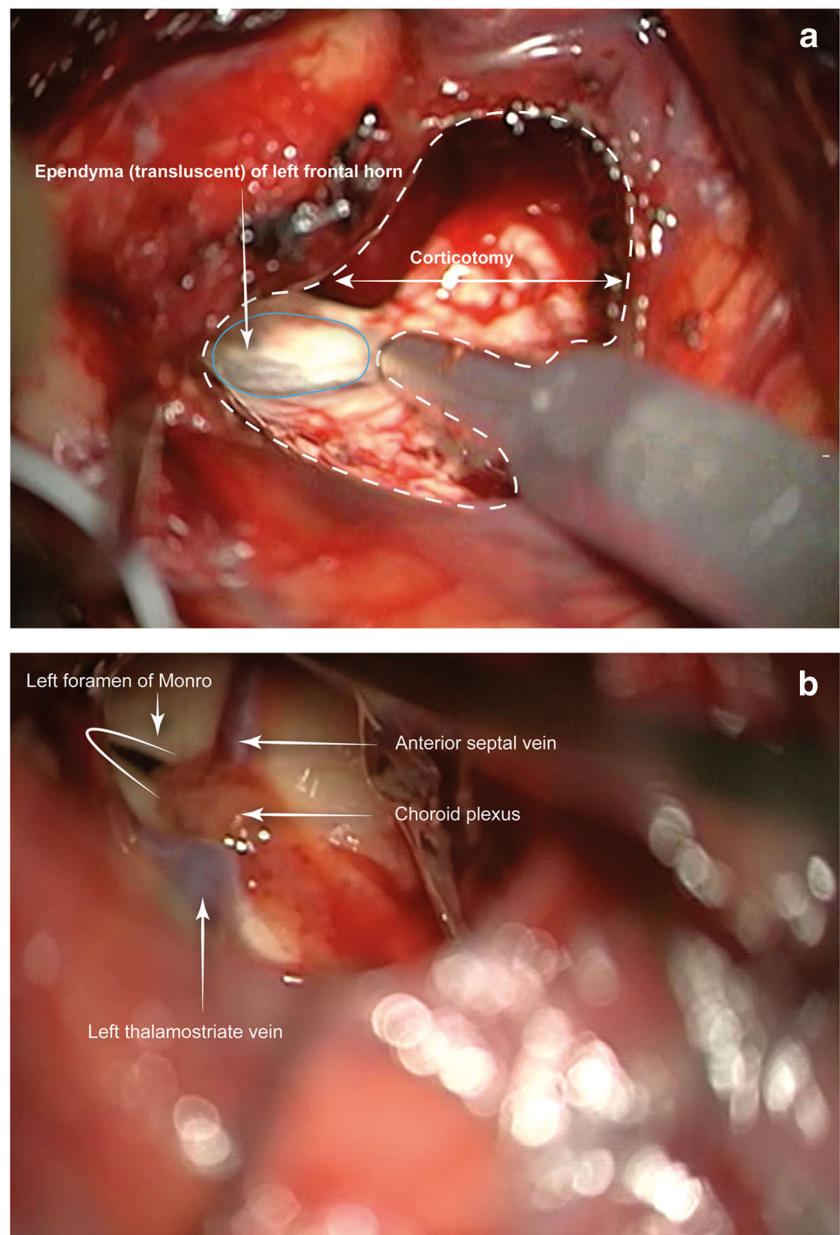 a
Ependyma (transluscent) of left frontal horn
Corticotomy
b
Left foramen of Monro
Anterior septal vein
Choroid plexus
Left thalamostriate vein